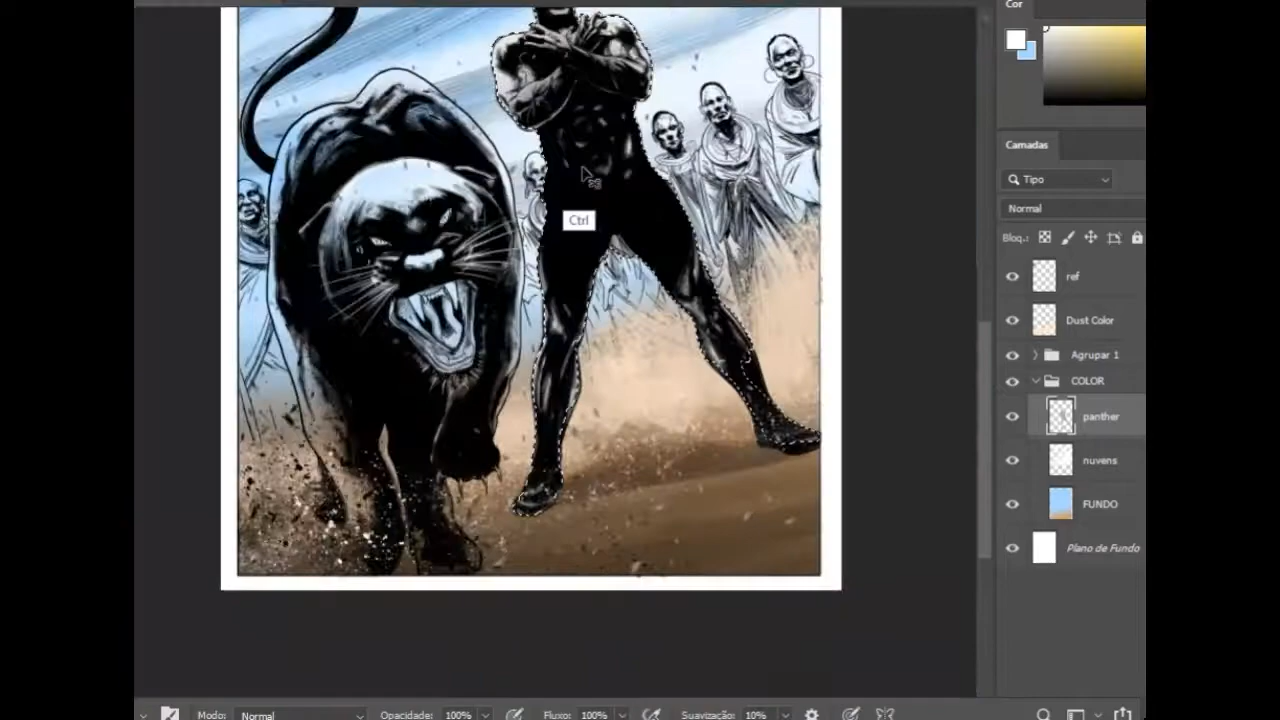 Cor
Camadas
Tipo
Normal
Bloq.:
ref
Dust Color
Agrupar 1
COLOR
panther
nuvens
FUNDO
Plano de Fundo
Ctrl
Modo: Normal Opacidade: 100% Fluxo: 100% Suavização: 10%